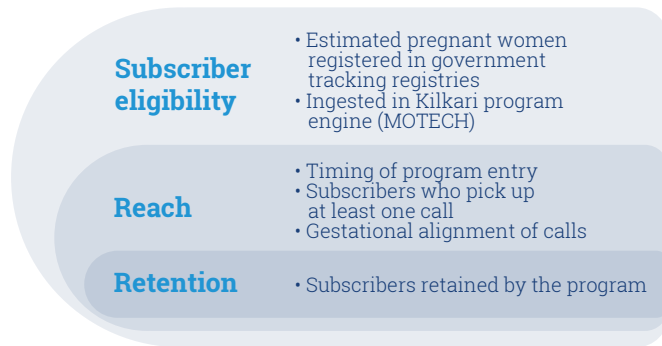 Subscriber
eligibility
• Estimated pregnant women
registered in government
tracking registries
• Ingested in Kilkari program
engine (MOTECH)
Reach
• Timing of program entry
• Subscribers who pick up
at least one call
• Gestational alignment of calls
Retention
• Subscribers retained by the program